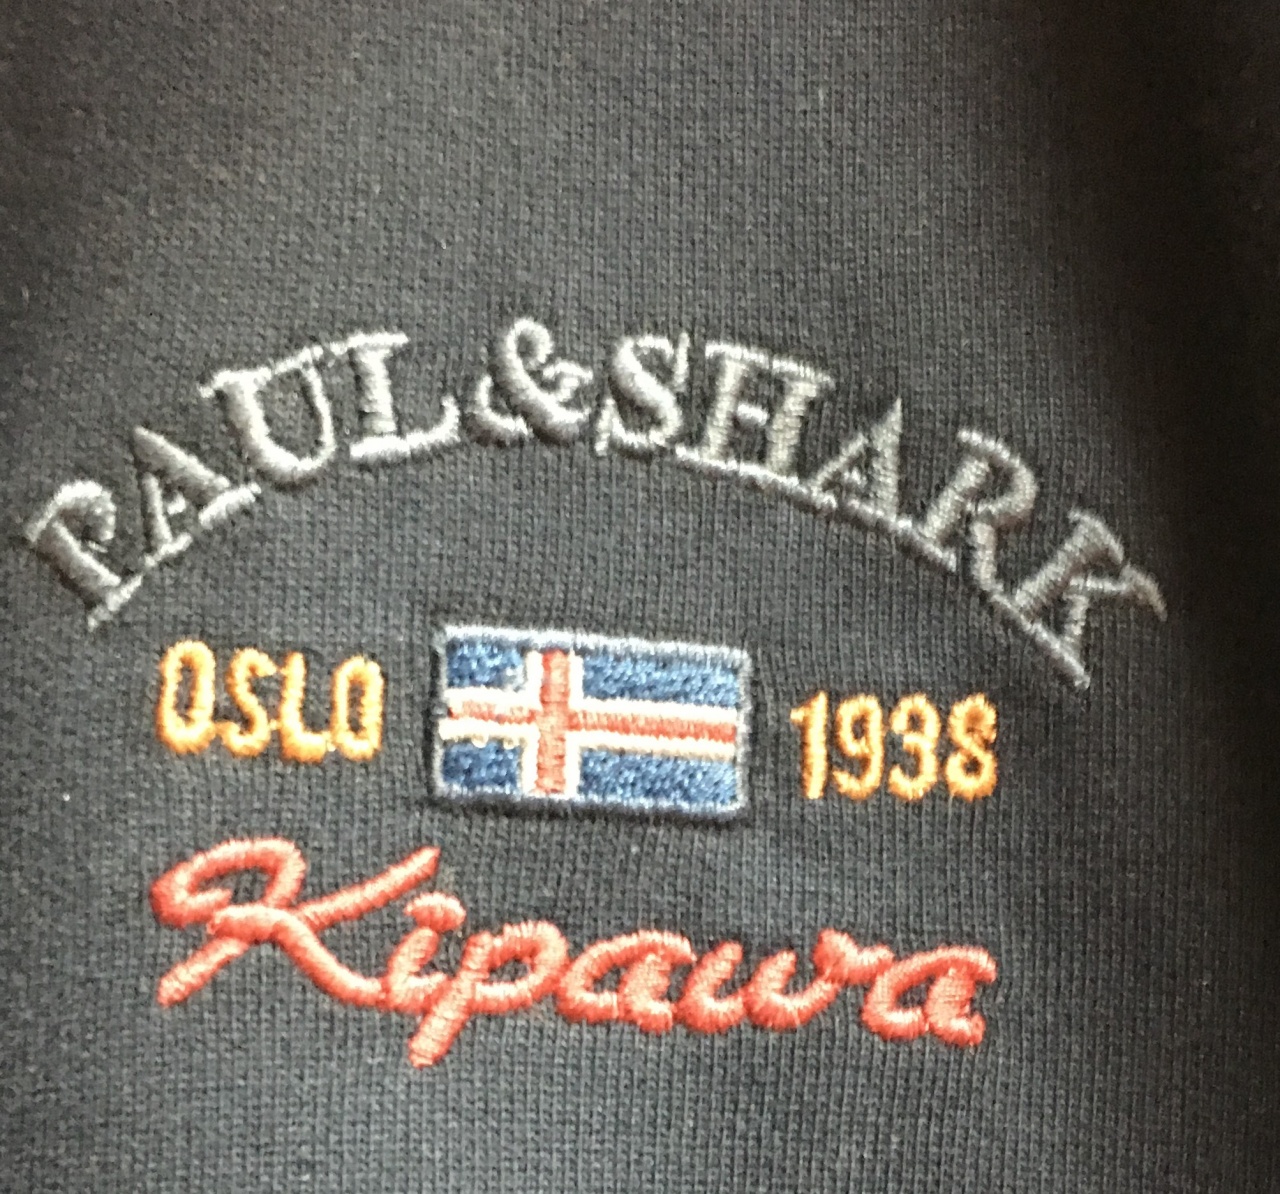 PAUL & SHARK
OSLO 1938
Kipawa